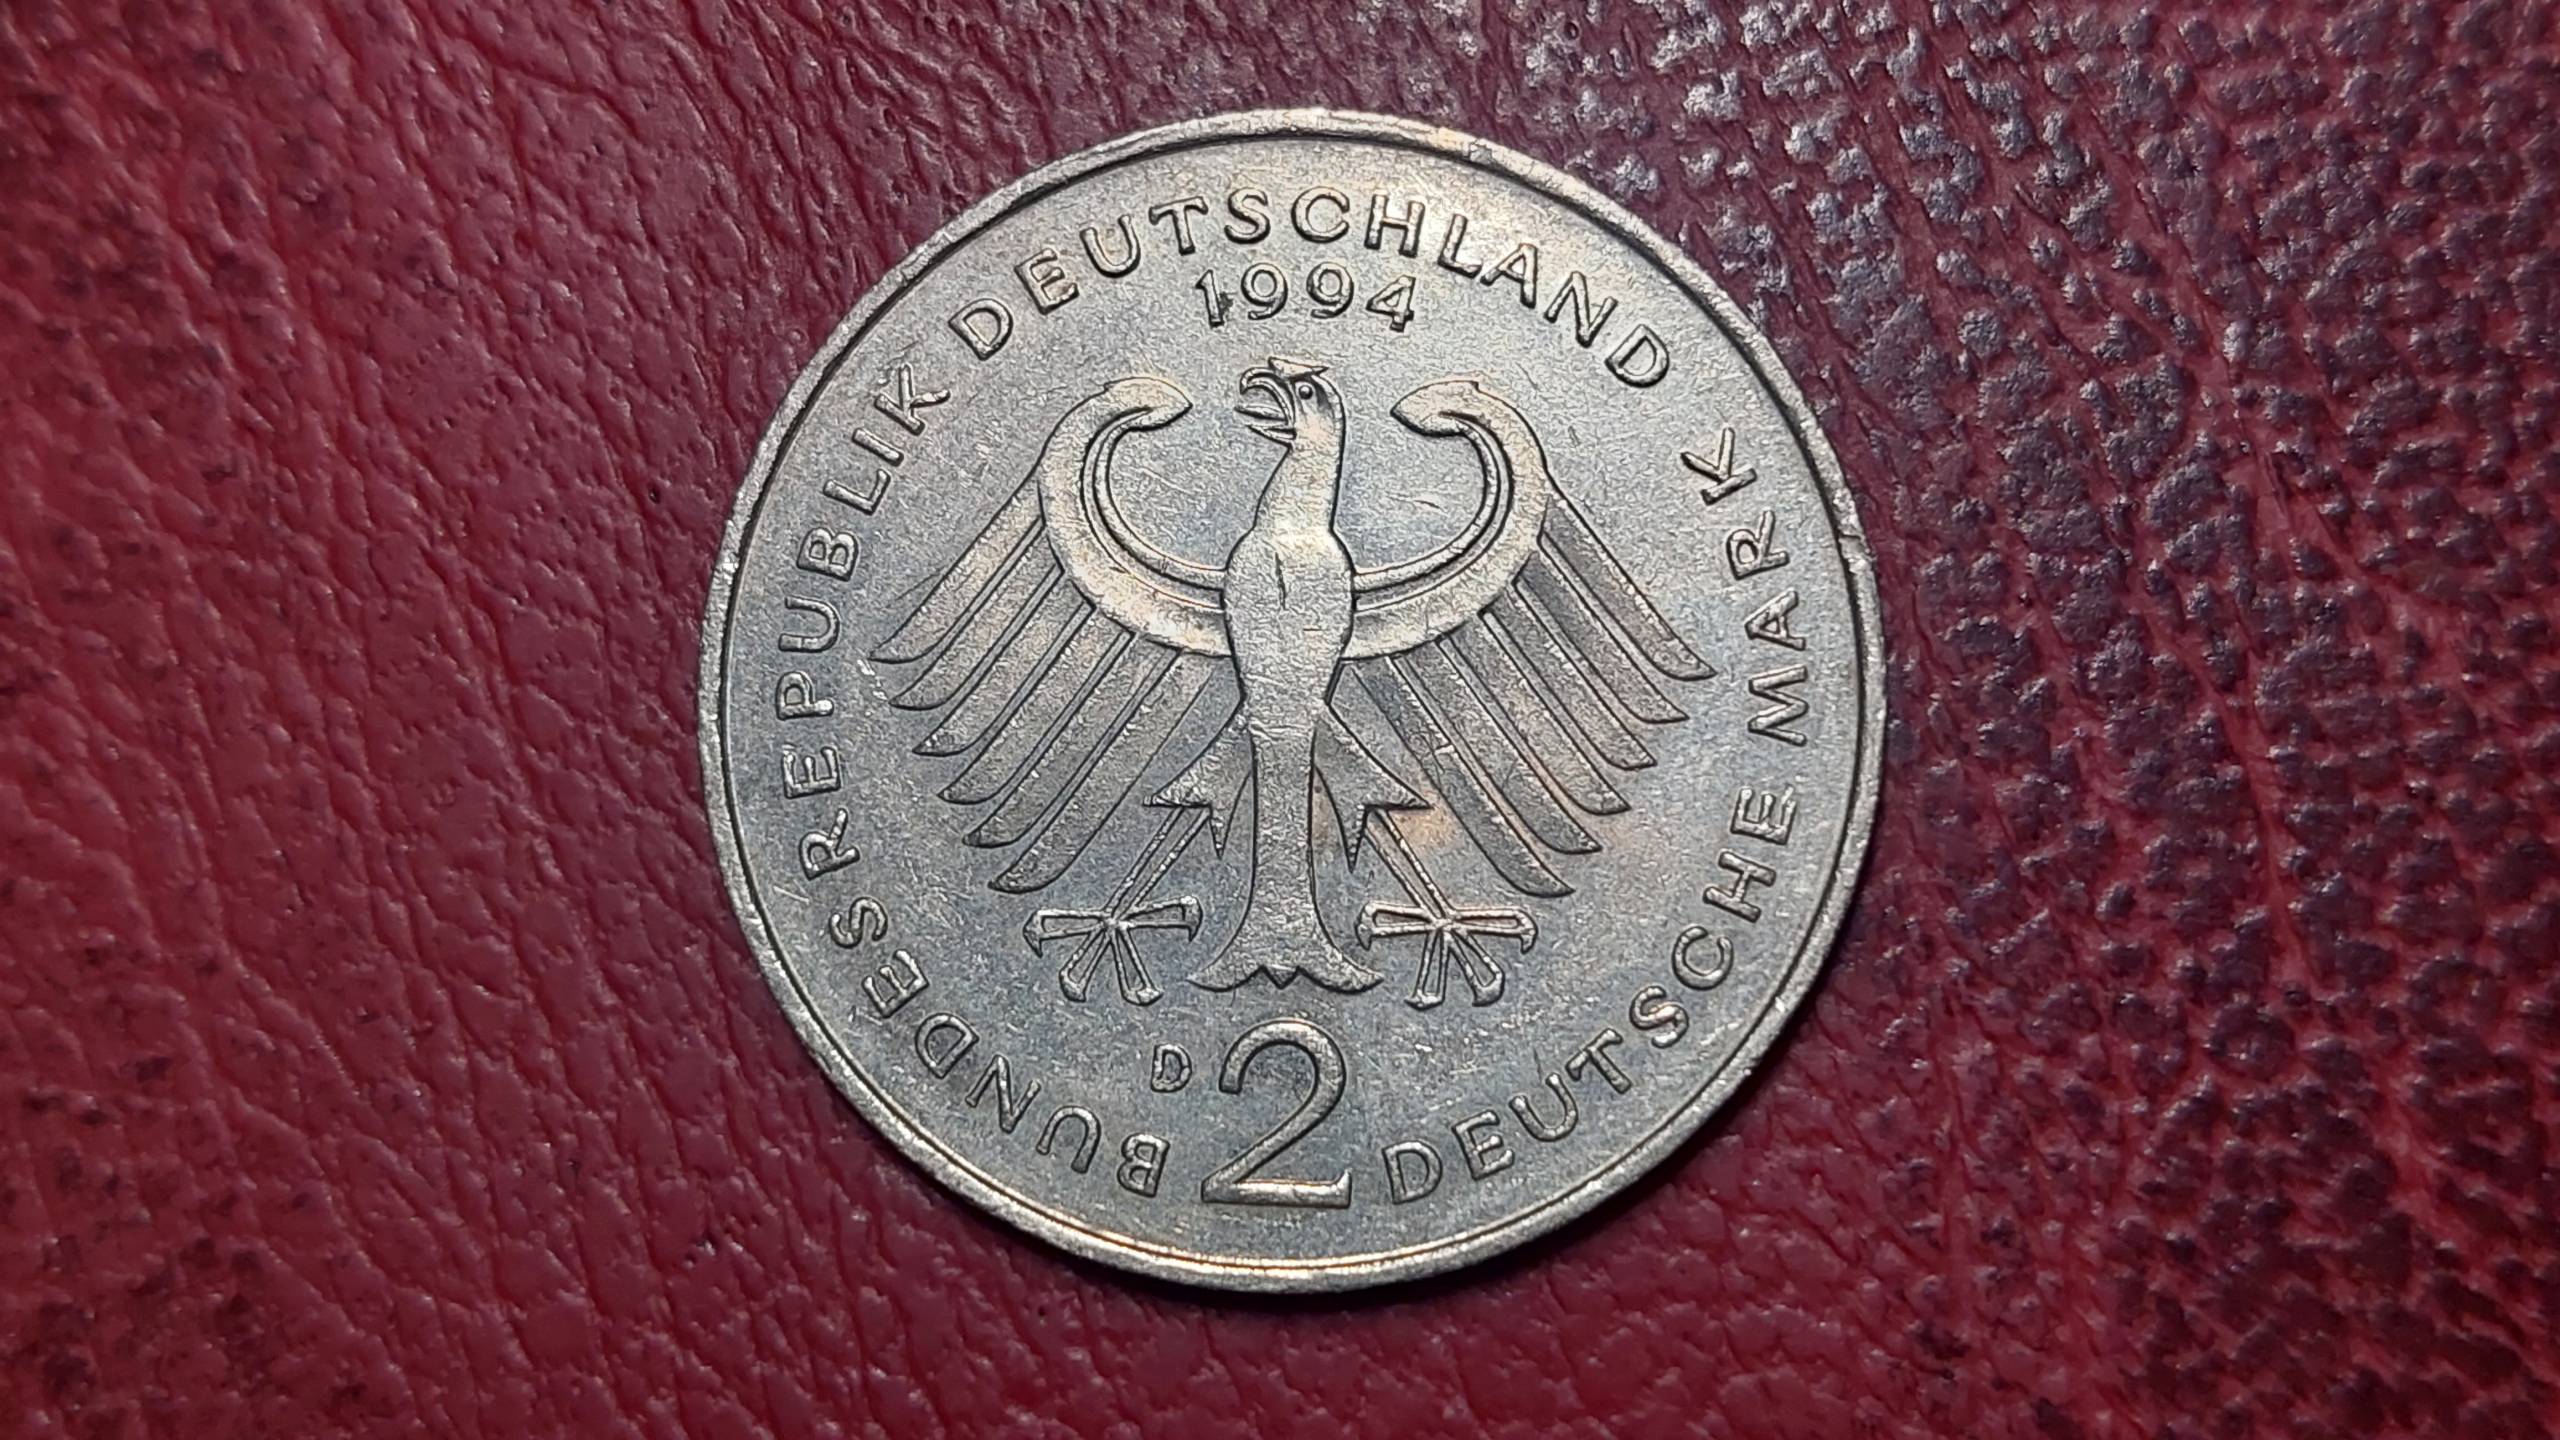 BUNDESREPUBLIK DEUTSCHLAND
1994
D
2
DEUTSCHE MARK